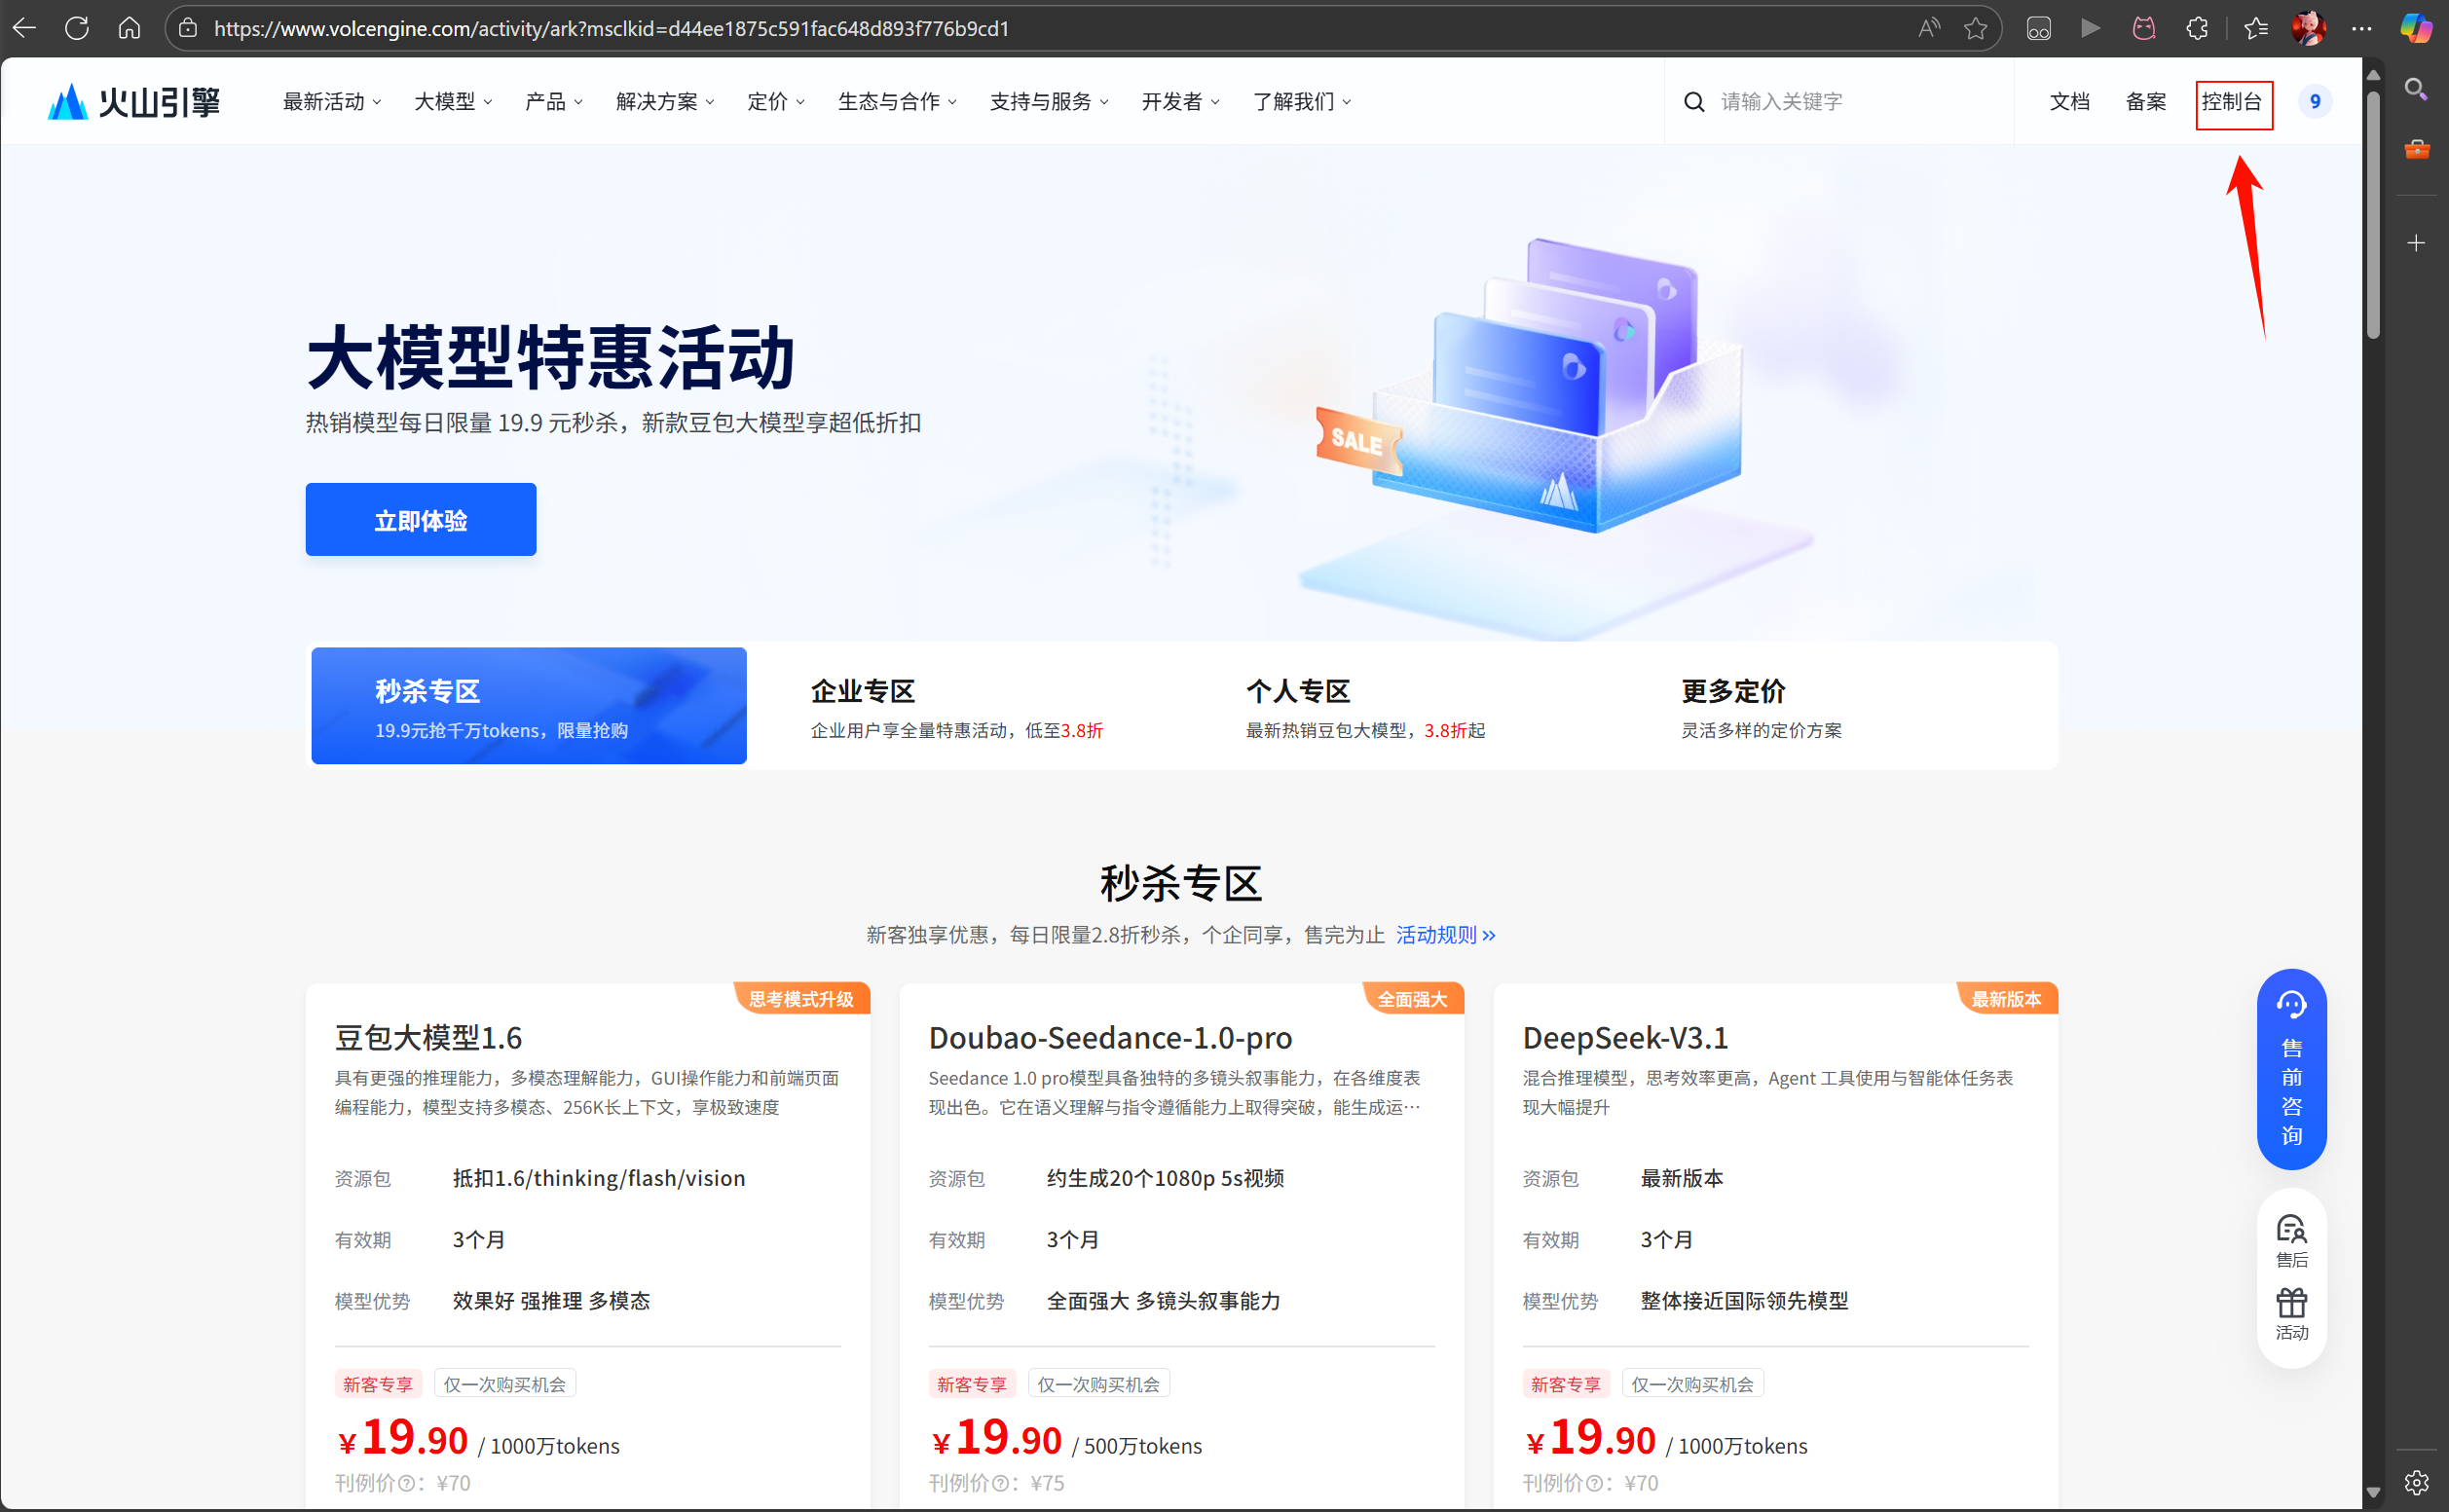 https://www.volcengine.com/activity/ark?msclkid=d44ee1875c591fac648d893f776b9cd1
火山引擎
最新活动
大模型
产品
解决方案
定价
生态与合作
支持与服务
开发者
了解我们
请输入关键字
文档
备案
控制台
9
大模型特惠活动
热销模型每日限量 19.9 元秒杀，新款豆包大模型享超低折扣
立即体验
SALE
秒杀专区
19.9元抢千万tokens，限量抢购
企业专区
企业用户享全量特惠活动，低至3.8折
个人专区
最新热销豆包大模型，3.8折起
更多定价
灵活多样的定价方案
秒杀专区
新客独享优惠，每日限量2.8折秒杀，个企同享，售完为止 活动规则
思考模式升级
豆包大模型1.6
具有更强的推理能力，多模态理解能力，GUI操作能力和前端页面
编程能力，模型支持多模态、256K长上下文，享极致速度
资源包 抵扣1.6/thinking/flash/vision
有效期 3个月
模型优势 效果好 强推理 多模态
新客专享 仅一次购买机会
¥19.90 / 1000万tokens
刊例价?：¥70
全面强大
Doubao-Seedance-1.0-pro
Seedance 1.0 pro模型具备独特的多镜头叙事能力，在各维度表
现出色。它在语义理解与指令遵循能力上取得突破，能生成运···
资源包 约生成20个1080p 5s视频
有效期 3个月
模型优势 全面强大 多镜头叙事能力
新客专享 仅一次购买机会
¥19.90 / 500万tokens
刊例价?：¥75
最新版本
DeepSeek-V3.1
混合推理模型，思考效率更高，Agent 工具使用与智能体任务表
现大幅提升
资源包 最新版本
有效期 3个月
模型优势 整体接近国际领先模型
新客专享 仅一次购买机会
¥19.90 / 1000万tokens
刊例价?：¥70
售
前
咨
询
售后
活动